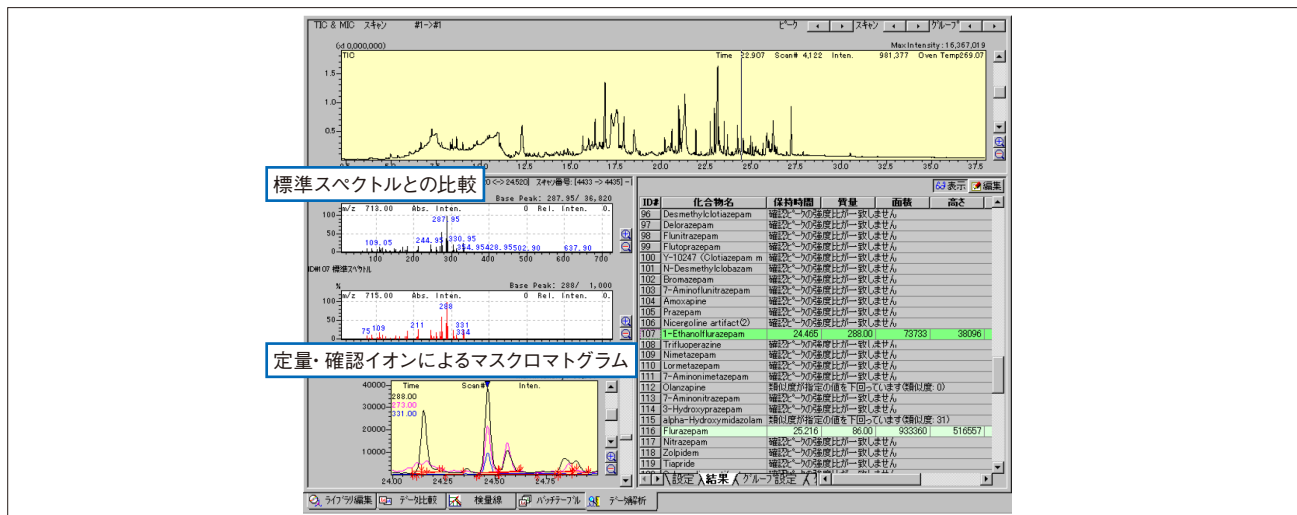 TIC & MIC スキャン #1->#1 ピーク スキャン グループ
(x10,000,000) Max Intensity : 16,367,019
TIC Time 22.907 Scan# 4,122 Inten. 981,377 Oven Temp 269.07
1.5
1.0
0.5
7.5 10.0 12.5 15.0 17.5 20.0 22.5 25.0 27.5 30.0 32.5 35.0 37.5
標準スペクトルとの比較
<-> 24.520] スキャン番号: [4433 -> 4435]
Base Peak: 287.95/ 36,820
m/z 713.00 Abs. Inten. 0 Rel. Inten. 0.
100
50
0
109.05 244.95 287.95 330.95 354.95 428.95 502.90 637.90
100 200 300 400 500 600 700
ID#107 標準スペクトル
% Base Peak: 288/ 1,000
m/z 715.00 Abs. Inten. 0 Rel. Inten. 0.
100
50
0
75 109 211 288 331 334
定量・確認イオンによるマスクロマトグラム
Time Scan# Inten.
288.00
273.00
331.00
40000
30000
20000
10000
24.00 24.25 24.50 24.75
表示 編集
ID# 化合物名 保持時間 質量 面積 高さ
96 Desmethylclotiazepam 確認ピークの強度比が一致しません
97 Delorazepam 確認ピークの強度比が一致しません
98 Flunitrazepam 確認ピークの強度比が一致しません
99 Flutoprazepam 確認ピークの強度比が一致しません
100 Y-10247 (Clotiazepam m 確認ピークの強度比が一致しません
101 N-Desmethylclobazam 確認ピークの強度比が一致しません
102 Bromazepam 確認ピークの強度比が一致しません
103 7-Aminoflunitrazepam 確認ピークの強度比が一致しません
104 Amoxapine 確認ピークの強度比が一致しません
105 Prazepam 確認ピークの強度比が一致しません
106 Nicergoline artifact(2) 確認ピークの強度比が一致しません
107 1-Ethanolflurazepam 24.465 288.00 73733 38096
108 Trifluoperazine 確認ピークの強度比が一致しません
109 Nimetazepam 確認ピークの強度比が一致しません
110 Lormetazepam 確認ピークの強度比が一致しません
111 7-Aminonimetazepam 確認ピークの強度比が一致しません
112 Olanzapine 類似度が指定の値を下回っています(類似度: 0)
113 7-Aminonitrazepam 確認ピークの強度比が一致しません
114 3-Hydroxyprazepam 確認ピークの強度比が一致しません
115 alpha-Hydroxymidazolam 類似度が指定の値を下回っています(類似度: 31)
116 Flurazepam 25.216 86.00 933360 516557
117 Nitrazepam 確認ピークの強度比が一致しません
118 Zolpidem 確認ピークの強度比が一致しません
119 Tiapride 確認ピークの強度比が一致しません
設定 結果 グループ設定
ライブラリ編集 データ比較 検量線 バッチテーブル データ解析